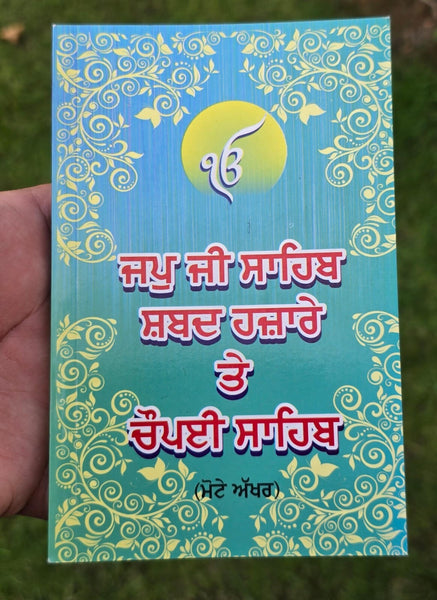 ੴ
ਜਪੁ ਜੀ ਸਾਹਿਬ
ਸ਼ਬਦ ਹਜ਼ਾਰੇ
ਤੇ
ਚੌਪਈ ਸਾਹਿਬ
(ਮੋਟੇ ਅੱਖਰ)